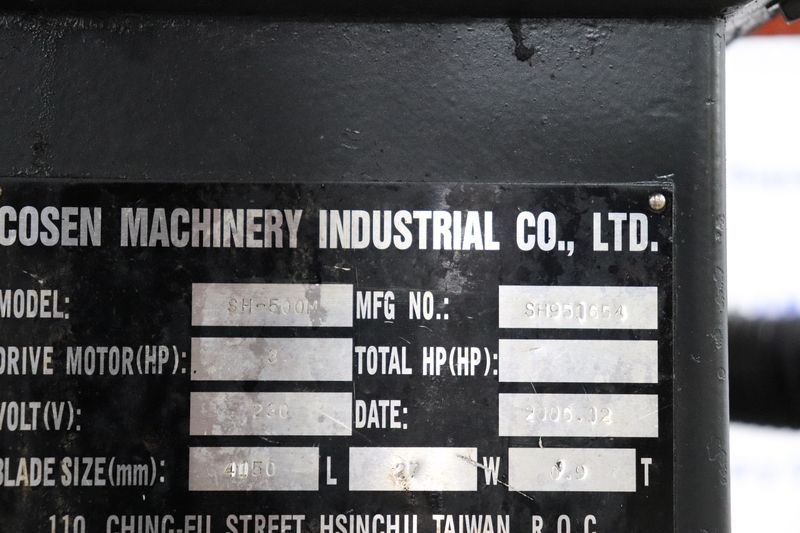 COSEN MACHINERY INDUSTRIAL CO., LTD.
MODEL: SH-500M MFG NO.: SH950654
DRIVE MOTOR(HP): 3 TOTAL HP(HP):
VOLT(V): 230 DATE: 2006.02
BLADE SIZE(mm): 4150 L 27 W 0.9 T
110, CHING-FU STREET HSINCHU TAIWAN, R.O.C.